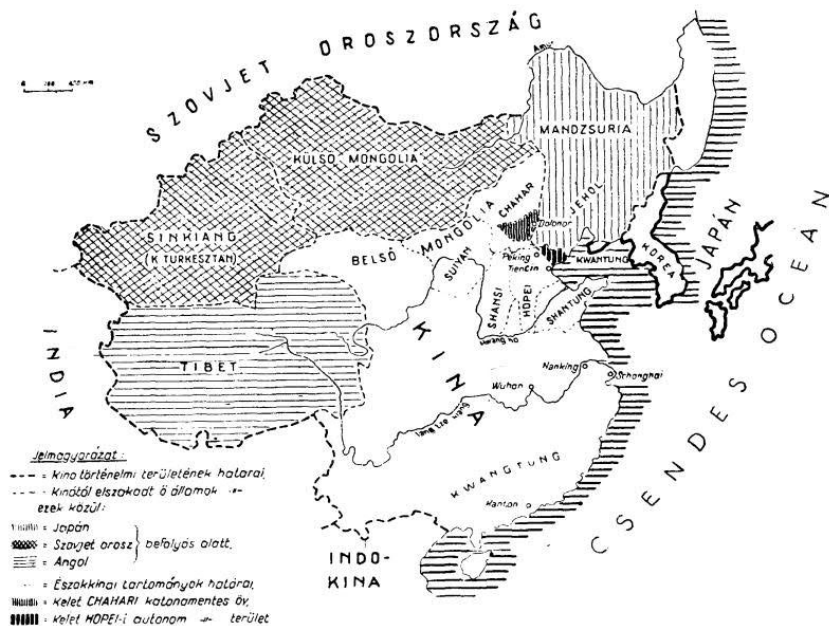 SZOVJET OROSZORSZÁG
Amur
MANDZSURIA
KÜLSŐ MONGOLIA
CHAHAR
JEHOL
Dolonor
SINKIANG
(K. TURKESZTAN)
BELSŐ MONGOLIA
SUIYAN
Peking
Tiencin
KWANTUNG
KOREA
JAPÁN
SHANSI
HOPEI
SHANTUNG
Hwang ho
INDIA
TIBET
KINA
Nanking
Schanghai
Wuhan
KWANGTUNG
Kanton
INDO-
KINA
CSENDES OCEÁN
Jelmagyarázat:
= Kina történelmi területének határai,
= Kinától elszakadt ö államok -"-
ezek közül:
= Japán
= Szovjet orosz } befolyás alatt,
= Angol
= Északkinai tartományok határai,
= Kelet CHAHARI katonamentes öv,
= Kelet HOPEI-i autonom -"- terület